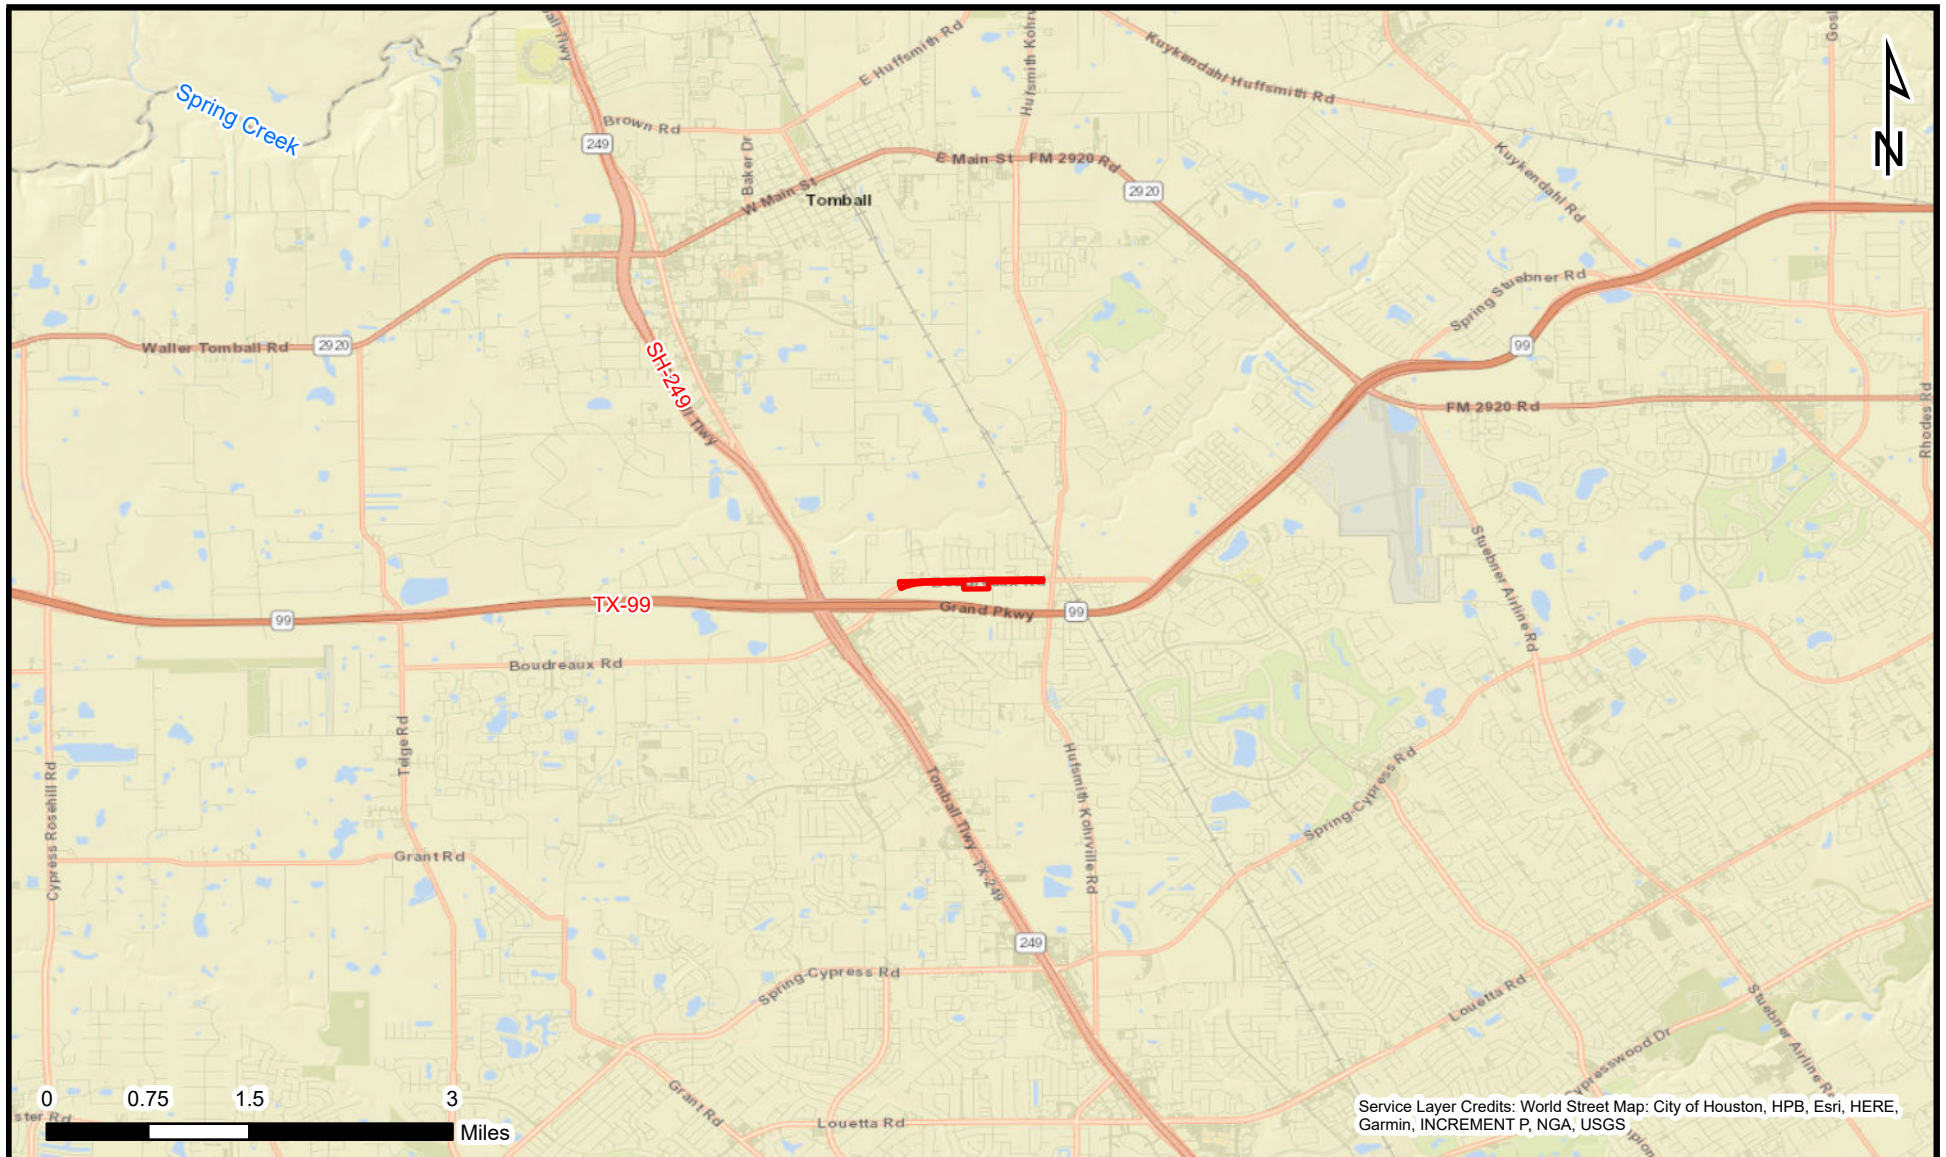 Tlwy
E Huffsmith Rd
Kuykendahl Huffsmith Rd
Spring Creek
Brown Rd
249
Baker Dr
E Main St
FM 2920 Rd
2920
Kuykendahl Rd
W Main St
Tomball
N
Spring Stuebner Rd
99
Waller Tomball Rd
2920
SH-249
Tlwy
FM 2920 Rd
Rhodes Rd
Stuebner Airline Rd
TX-99
Grand Pkwy
99
99
Boudreaux Rd
Telge Rd
Cypress Rosehill Rd
Hufsmith Kohrville Rd
Spring-Cypress Rd
Tomball Tlwy TX-249
Grant Rd
249
Spring-Cypress Rd
Louetta Rd
Stuebner Airline Rd
Cypresswood Dr
Grant Rd
Louetta Rd
0 0.75 1.5 3
Miles
Service Layer Credits: World Street Map: City of Houston, HPB, Esri, HERE,
Garmin, INCREMENT P, NGA, USGS